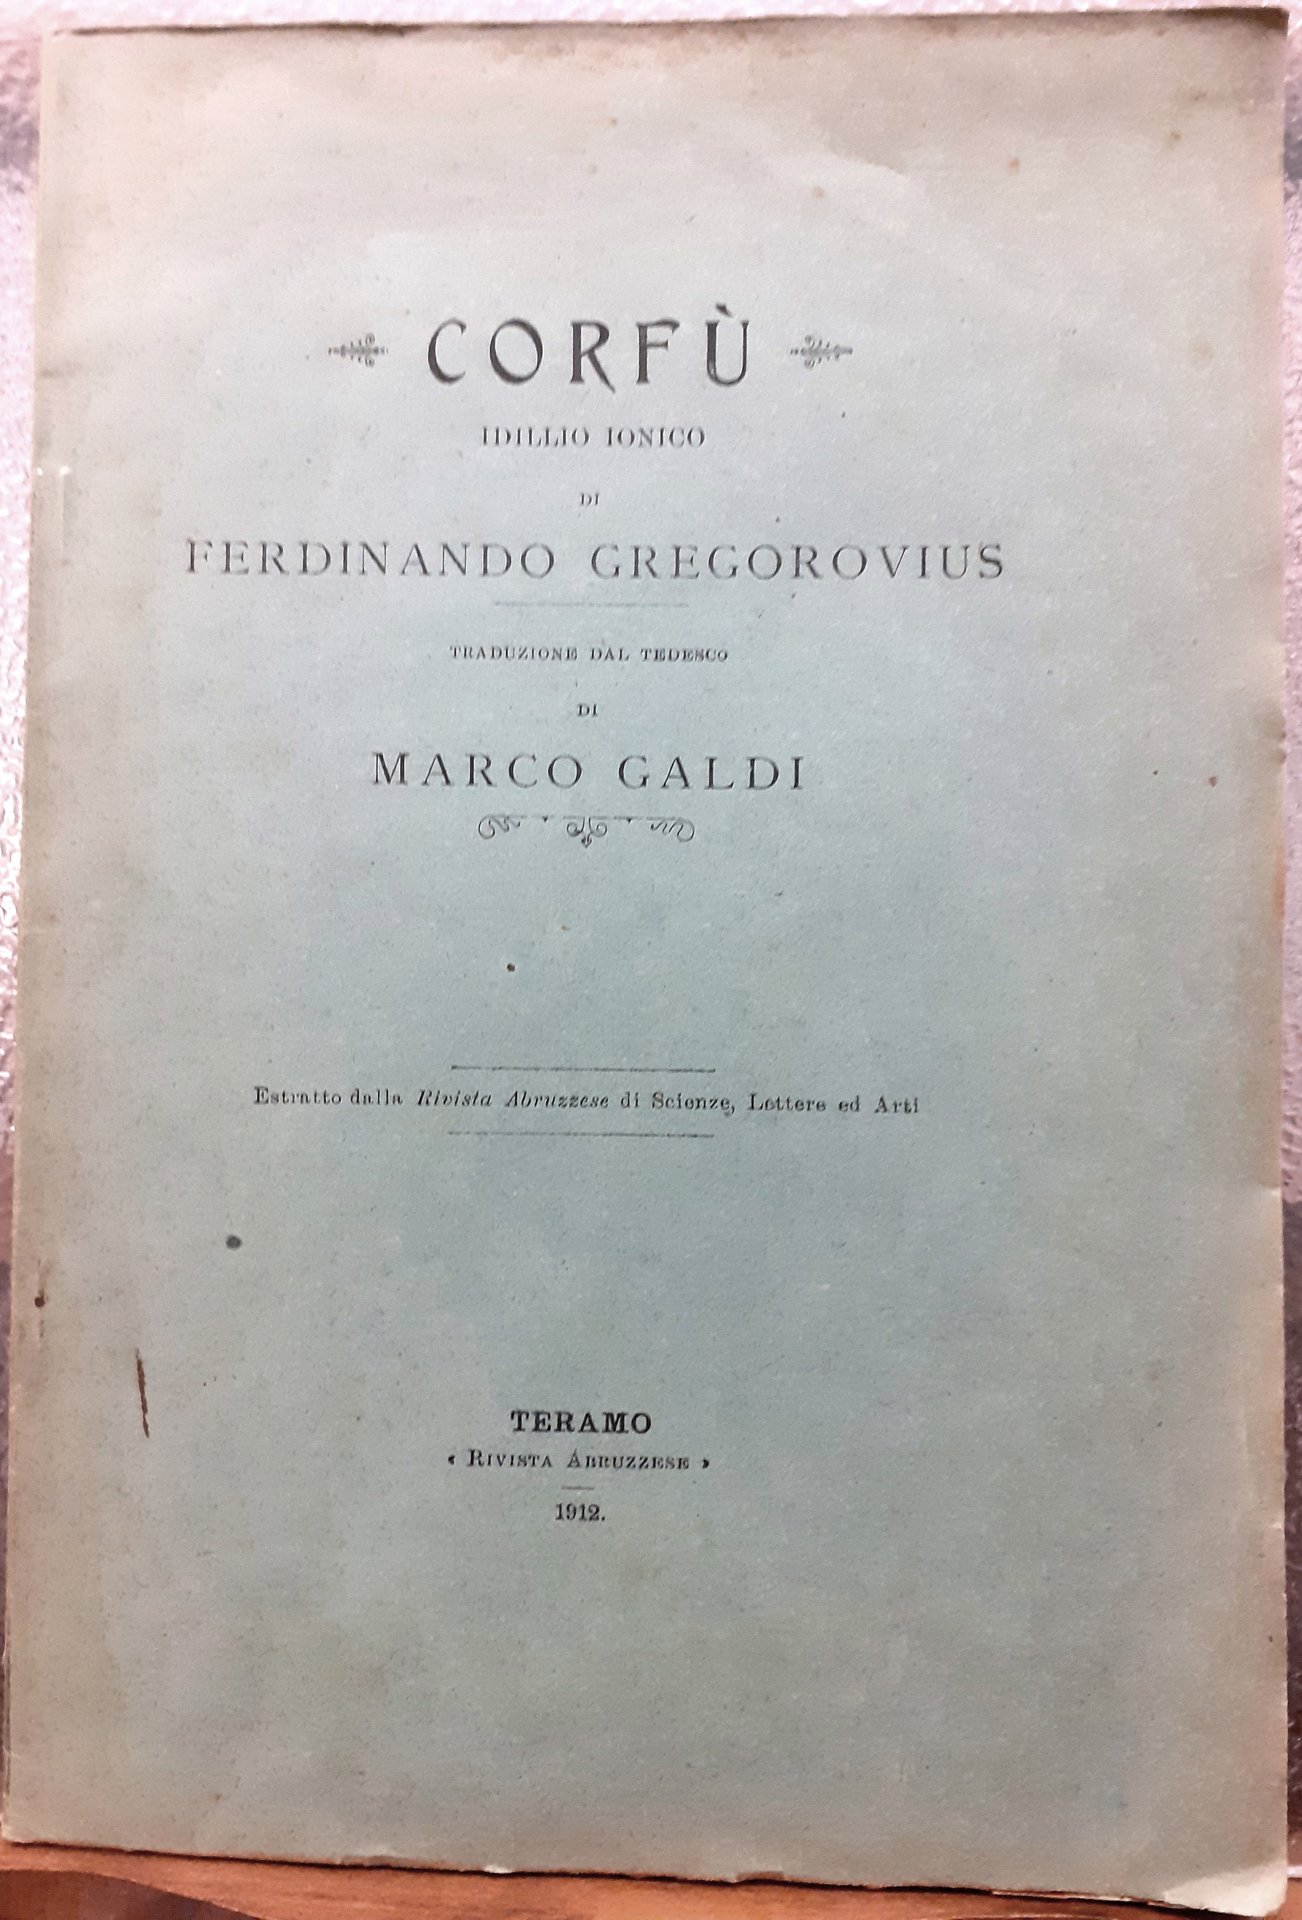 CORFÙ
IDILLIO IONICO
DI
FERDINANDO GREGOROVIUS
TRADUZIONE DAL TEDESCO
DI
MARCO GALDI
Estratto dalla Rivista Abruzzese di Scienze, Lettere ed Arti
TERAMO
« RIVISTA ABRUZZESE »
1912.